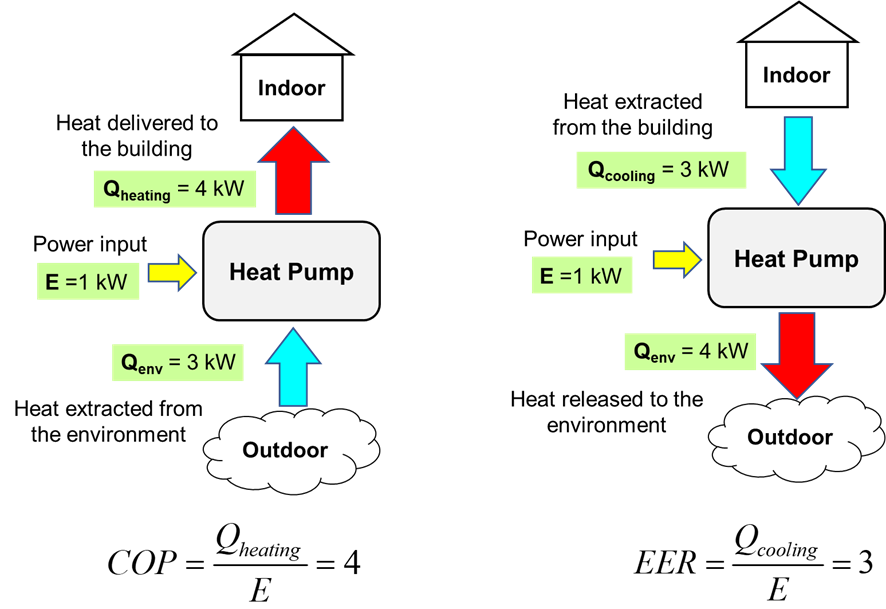 Indoor
Heat delivered to
the building
Qheating = 4 kW
Power input
E =1 kW
Heat Pump
Qenv = 3 kW
Heat extracted from
the environment
Outdoor
COP = Qheating / E = 4
Indoor
Heat extracted
from the building
Qcooling = 3 kW
Power input
E =1 kW
Heat Pump
Qenv = 4 kW
Heat released to the
environment
Outdoor
EER = Qcooling / E = 3